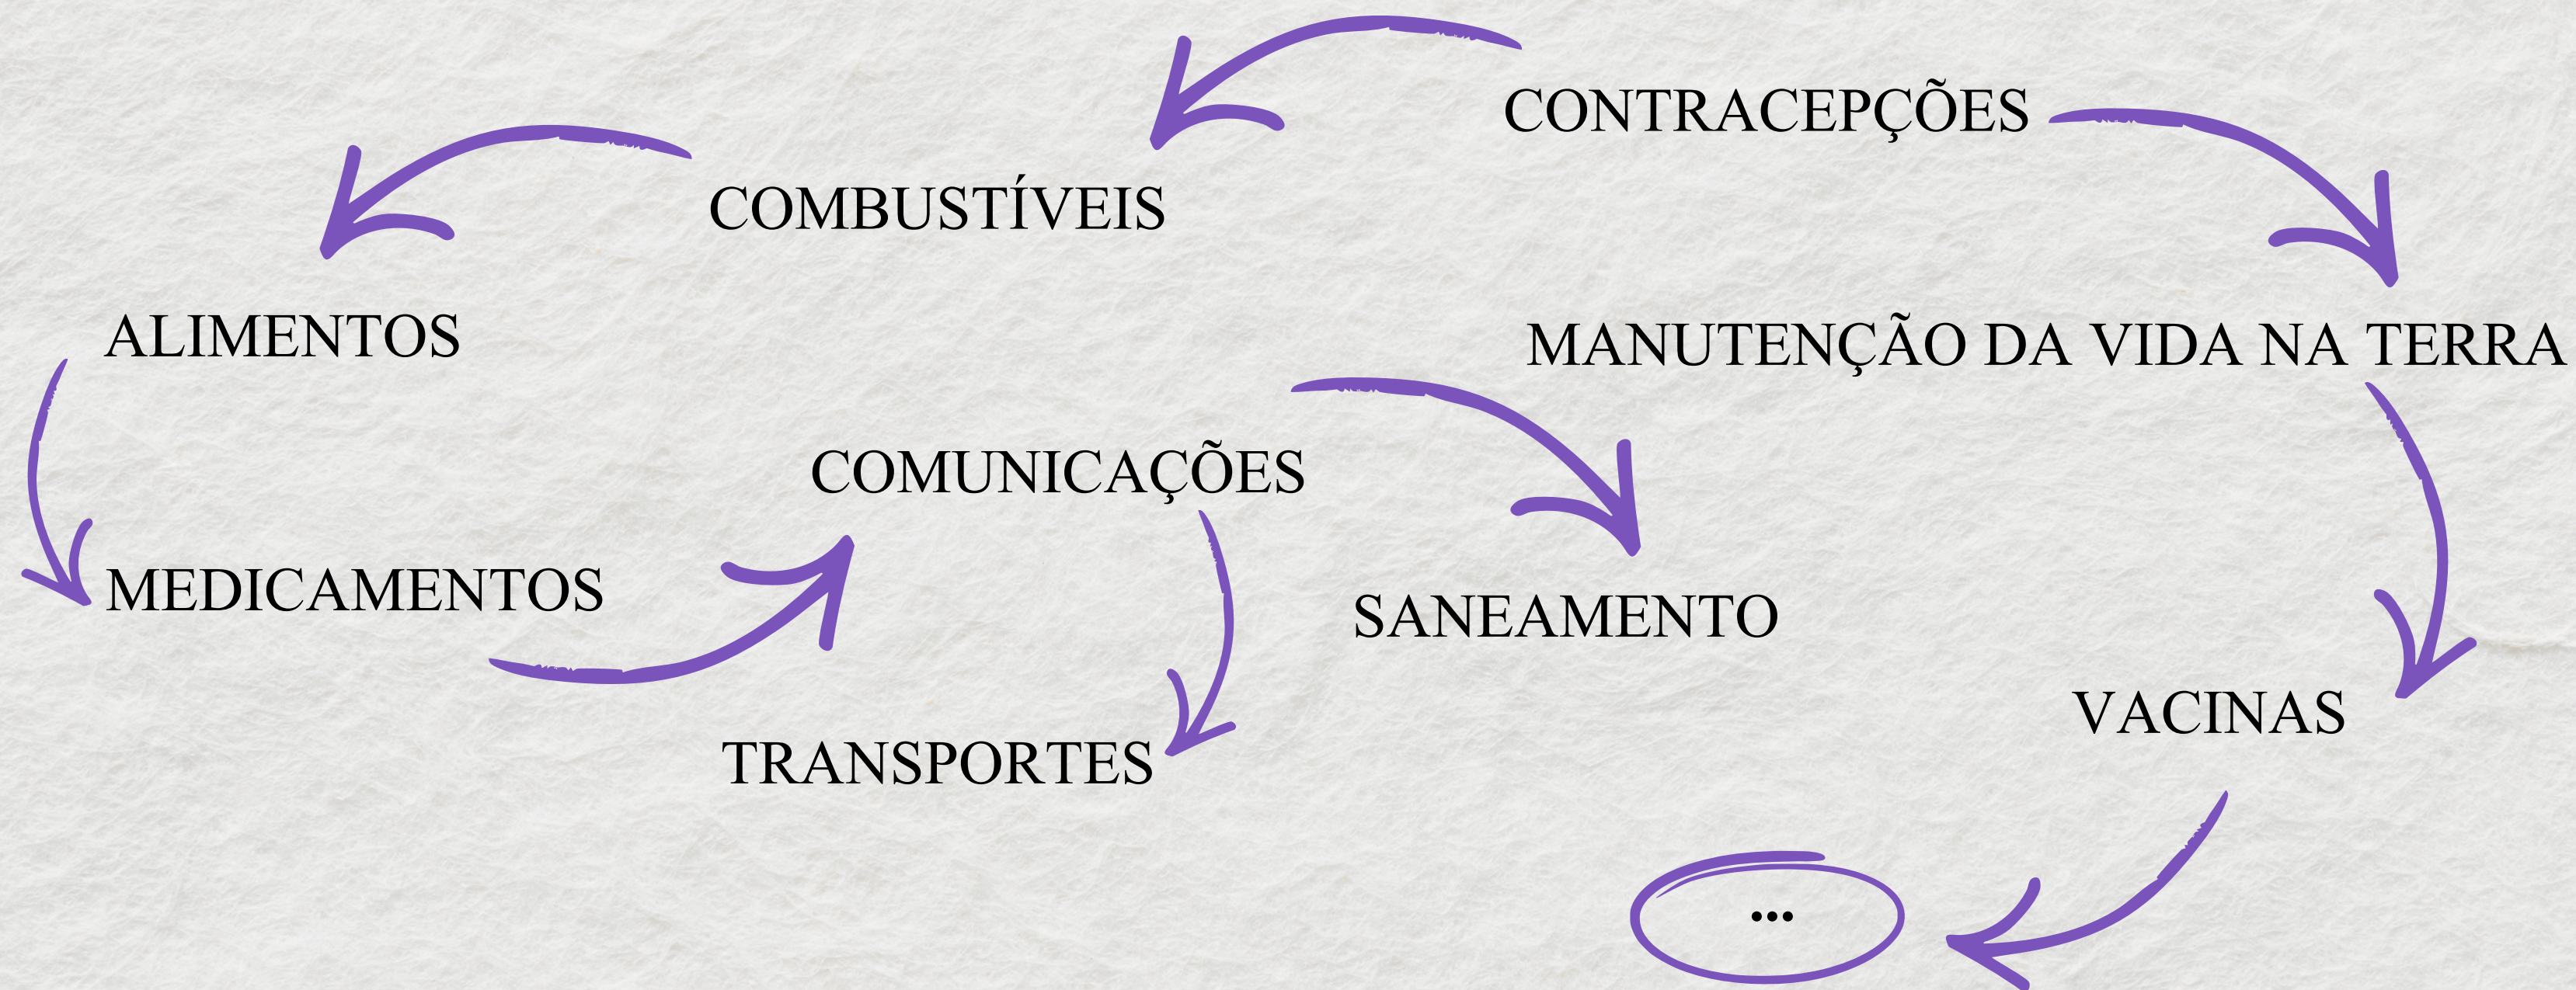 CONTRACEPÇÕES
COMBUSTÍVEIS
ALIMENTOS
MANUTENÇÃO DA VIDA NA TERRA
COMUNICAÇÕES
MEDICAMENTOS
SANEAMENTO
VACINAS
TRANSPORTES
...